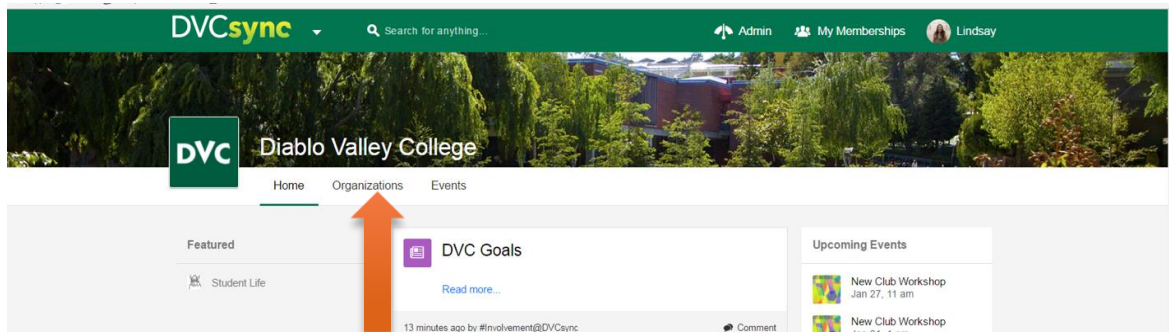 DVCsync
Search for anything...
Admin
My Memberships
Lindsay
DVC
Diablo Valley College
Home Organizations Events
Featured
Student Life
DVC Goals
Read more...
13 minutes ago by #Involvement@DVCsync
Comment
Upcoming Events
New Club Workshop
Jan 27, 11 am
New Club Workshop